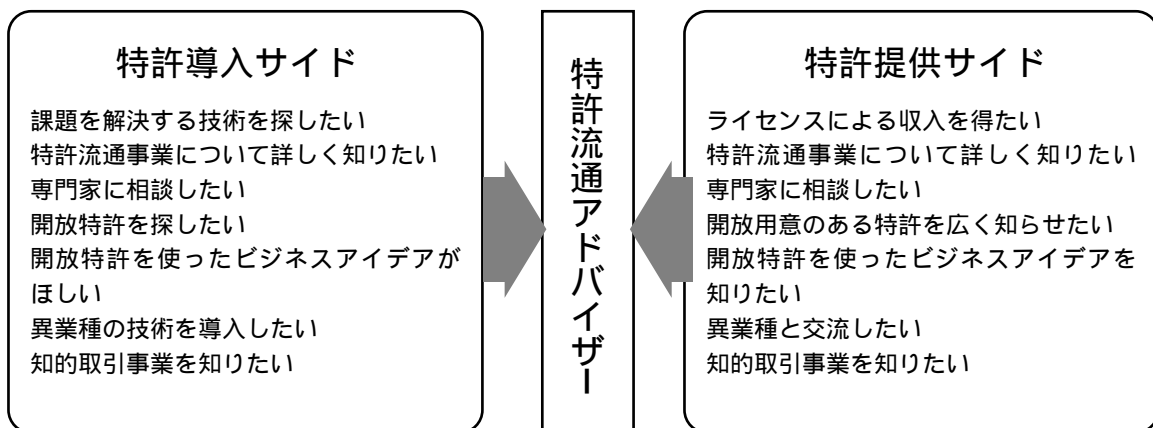 特許導入サイド
課題を解決する技術を探したい
特許流通事業について詳しく知りたい
専門家に相談したい
開放特許を探したい
開放特許を使ったビジネスアイデアが
ほしい
異業種の技術を導入したい
知的取引事業を知りたい
特許流通アドバイザー
特許提供サイド
ライセンスによる収入を得たい
特許流通事業について詳しく知りたい
専門家に相談したい
開放用意のある特許を広く知らせたい
開放特許を使ったビジネスアイデアを
知りたい
異業種と交流したい
知的取引事業を知りたい